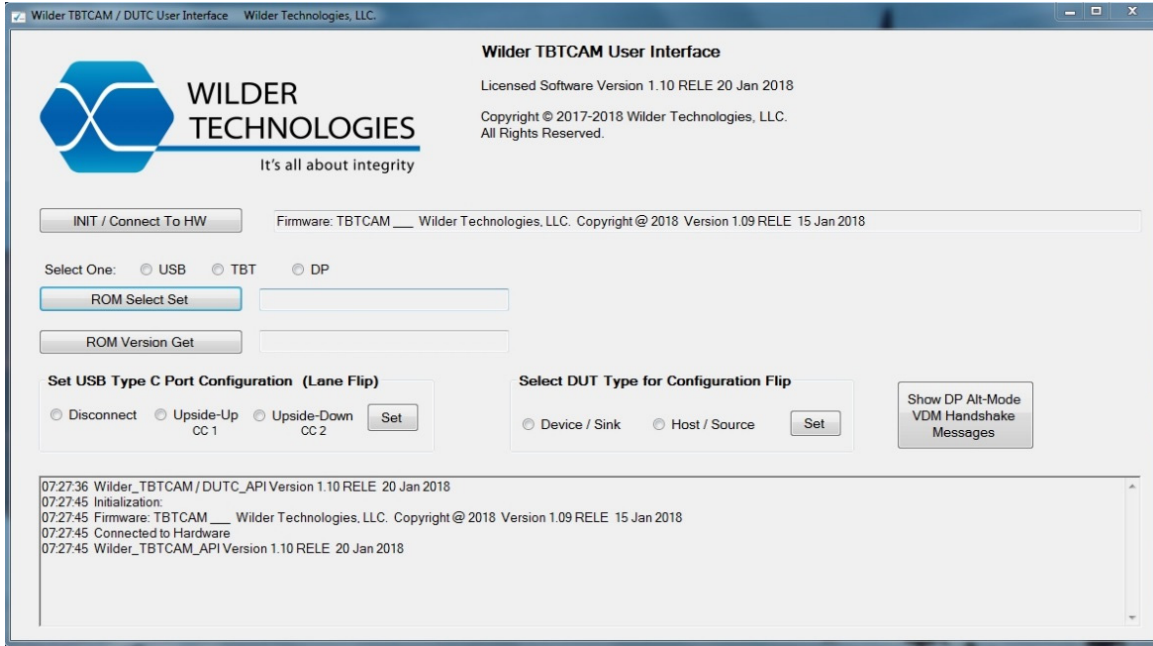 Wilder TBTCAM / DUTC User Interface Wilder Technologies, LLC.
Wilder TBTCAM User Interface
Licensed Software Version 1.10 RELE 20 Jan 2018
Copyright © 2017-2018 Wilder Technologies, LLC.
All Rights Reserved.
WILDER
TECHNOLOGIES
It's all about integrity
INIT / Connect To HW
Firmware: TBTCAM ___ Wilder Technologies, LLC. Copyright @ 2018 Version 1.09 RELE 15 Jan 2018
Select One: USB TBT DP
ROM Select Set
ROM Version Get
Set USB Type C Port Configuration (Lane Flip)
Disconnect Upside-Up Upside-Down Set
CC 1 CC 2
Select DUT Type for Configuration Flip
Device / Sink Host / Source Set
Show DP Alt-Mode
VDM Handshake
Messages
07:27:36 Wilder_TBTCAM / DUTC_API Version 1.10 RELE 20 Jan 2018
07:27:45 Initialization:
07:27:45 Firmware: TBTCAM ___ Wilder Technologies, LLC. Copyright @ 2018 Version 1.09 RELE 15 Jan 2018
07:27:45 Connected to Hardware
07:27:45 Wilder_TBTCAM_API Version 1.10 RELE 20 Jan 2018